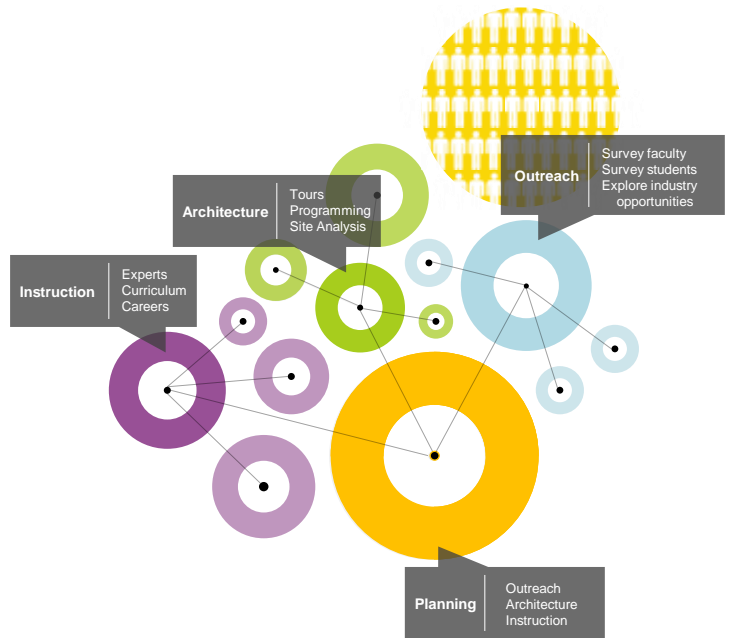 Outreach
Survey faculty
Survey students
Explore industry
opportunities
Architecture
Tours
Programming
Site Analysis
Instruction
Experts
Curriculum
Careers
Planning
Outreach
Architecture
Instruction